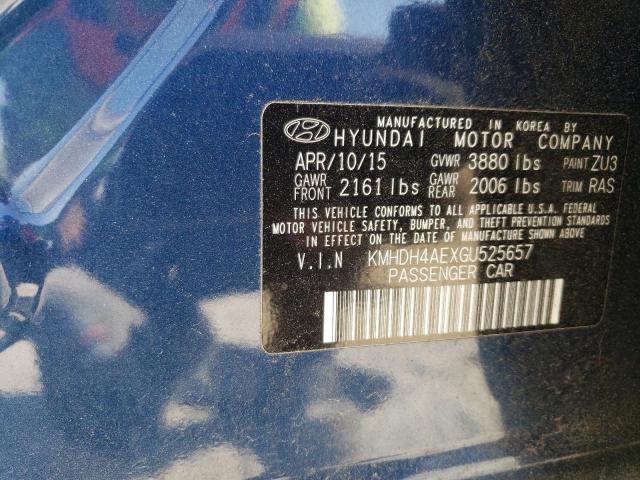 MANUFACTURED IN KOREA BY
HYUNDAI MOTOR COMPANY
APR/10/15 GVWR 3880 lbs PAINT ZU3
GAWR FRONT 2161 lbs GAWR REAR 2006 lbs TRIM RAS
THIS VEHICLE CONFORMS TO ALL APPLICABLE U.S.A. FEDERAL
MOTOR VEHICLE SAFETY, BUMPER, AND THEFT PREVENTION STANDARDS
IN EFFECT ON THE DATE OF MANUFACTURE SHOWN ABOVE
V.I.N KMHDH4AEXGU525657
PASSENGER CAR